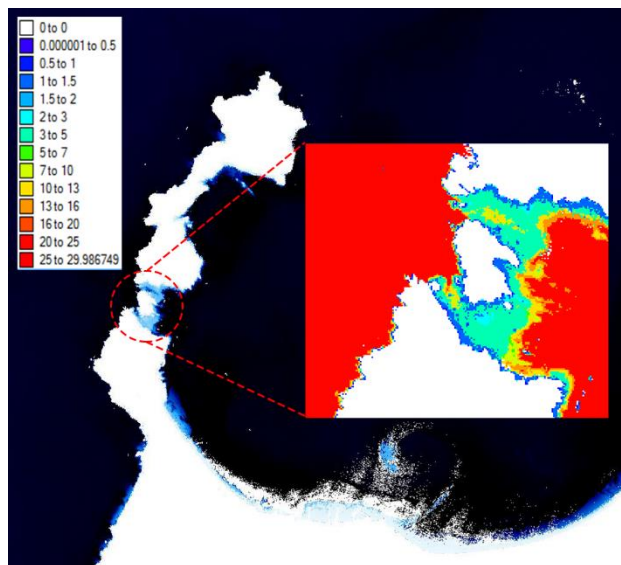 0 to 0
0.000001 to 0.5
0.5 to 1
1 to 1.5
1.5 to 2
2 to 3
3 to 5
5 to 7
7 to 10
10 to 13
13 to 16
16 to 20
20 to 25
25 to 29.986749